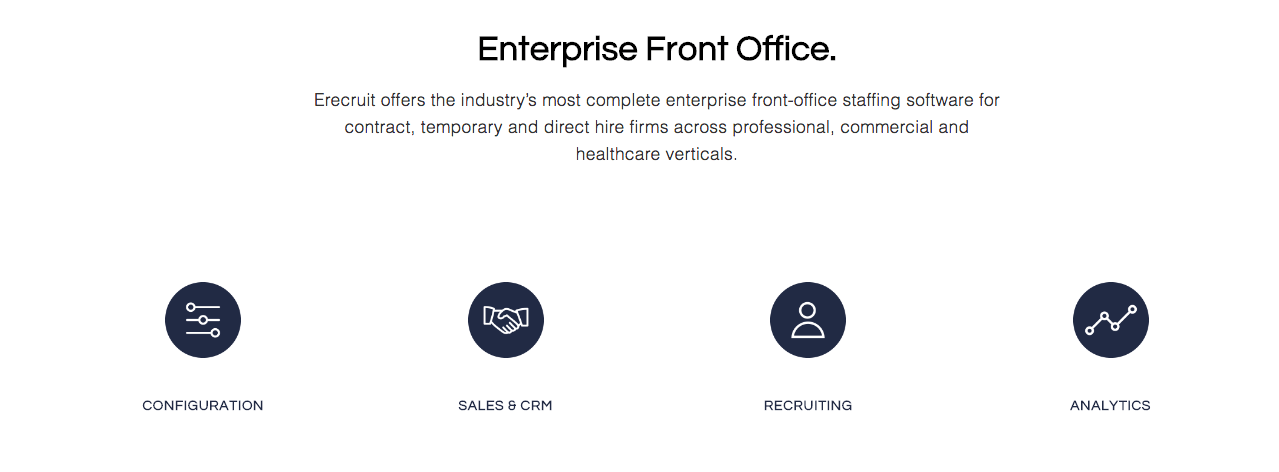 Enterprise Front Office.
Erecruit offers the industry's most complete enterprise front-office staffing software for
contract, temporary and direct hire firms across professional, commercial and
healthcare verticals.
CONFIGURATION
SALES & CRM
RECRUITING
ANALYTICS